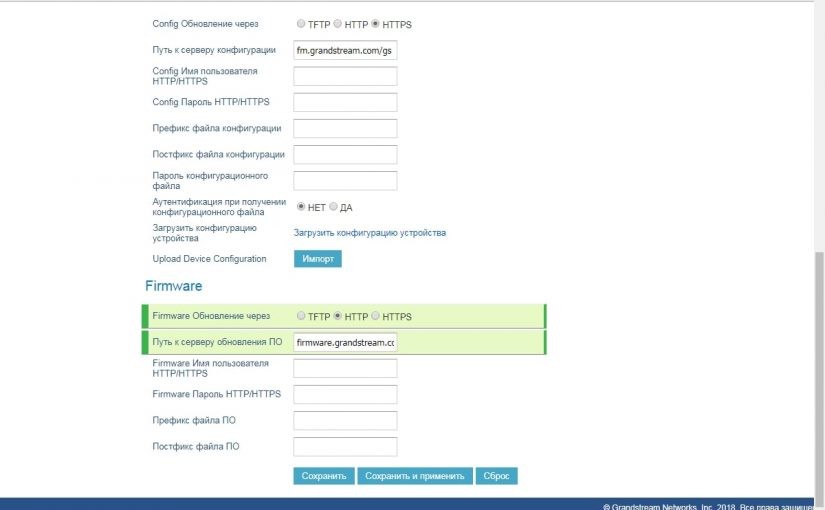 Config Обновление через TFTP HTTP HTTPS
Путь к серверу конфигурации fm.grandstream.com/gs
Config Имя пользователя
HTTP/HTTPS
Config Пароль HTTP/HTTPS
Префикс файла конфигурации
Постфикс файла конфигурации
Пароль конфигурационного
файла
Аутентификация при получении
конфигурационного файла НЕТ ДА
Загрузить конфигурацию
устройства Загрузить конфигурацию устройства
Upload Device Configuration Импорт
Firmware
Firmware Обновление через TFTP HTTP HTTPS
Путь к серверу обновления ПО firmware.grandstream.cc
Firmware Имя пользователя
HTTP/HTTPS
Firmware Пароль HTTP/HTTPS
Префикс файла ПО
Постфикс файла ПО
Сохранить Сохранить и применить Сброс
© Grandstream Networks, Inc. 2018. Все права защище